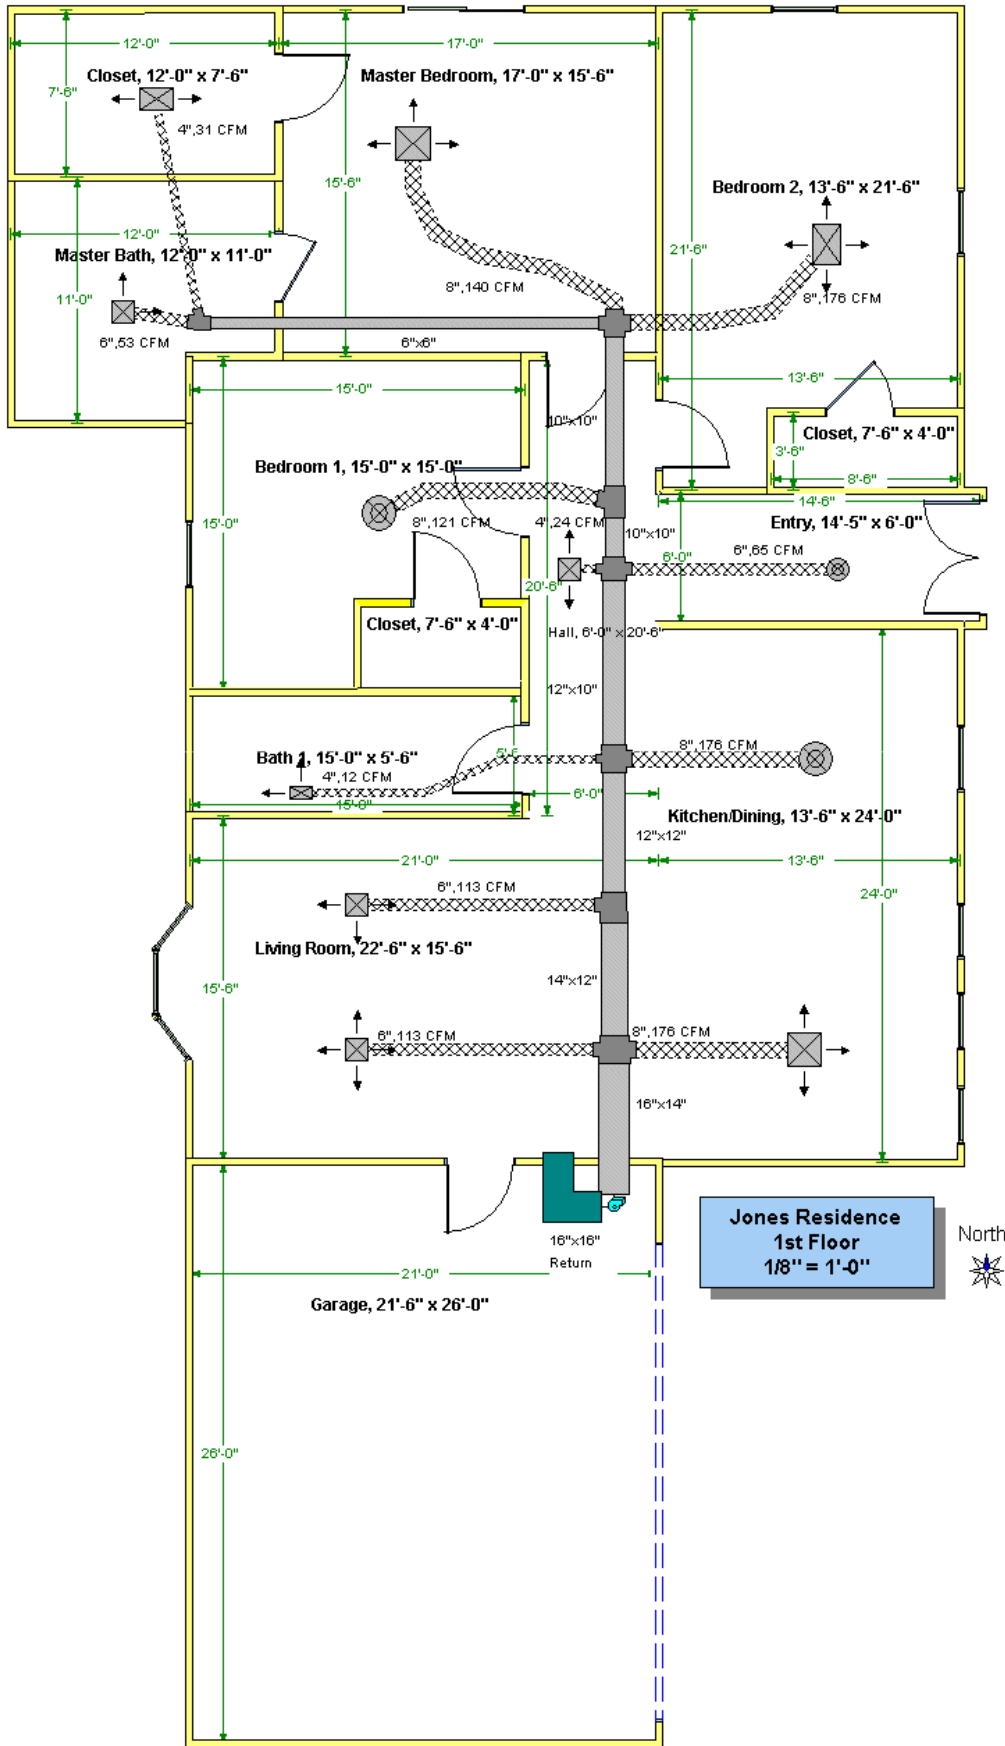 12'-0"
17'-0"
Closet, 12'-0" x 7'-6"
Master Bedroom, 17'-0" x 15'-6"
7'-6"
4",31 CFM
15'-6"
Bedroom 2, 13'-6" x 21'-6"
12'-0"
Master Bath, 12'-0" x 11'-0"
21'-6"
11'-0"
8",140 CFM
8",176 CFM
6",53 CFM
6"x6"
15'-0"
13'-6"
10"x10"
Closet, 7'-6" x 4'-0"
3'-6"
Bedroom 1, 15'-0" x 15'-0"
8'-6"
14'-6"
15'-0"
8",121 CFM
4",24 CFM
Entry, 14'-5" x 6'-0"
10"x10"
6'-0"
6",65 CFM
20'-6"
Closet, 7'-6" x 4'-0"
Hall, 6'-0" x 20'-6"
12"x10"
Bath 1, 15'-0" x 5'-6"
5'-6
8",176 CFM
4",12 CFM
15'-0"
6'-0"
Kitchen/Dining, 13'-6" x 24'-0"
12"x12"
21'-0"
13'-6"
6",113 CFM
24'-0"
Living Room, 22'-6" x 15'-6"
14"x12"
15'-6"
6",113 CFM
8",176 CFM
16"x14"
Jones Residence
1st Floor
1/8" = 1'-0"
North
16"x16"
Return
21'-0"
Garage, 21'-6" x 26'-0"
26'-0"